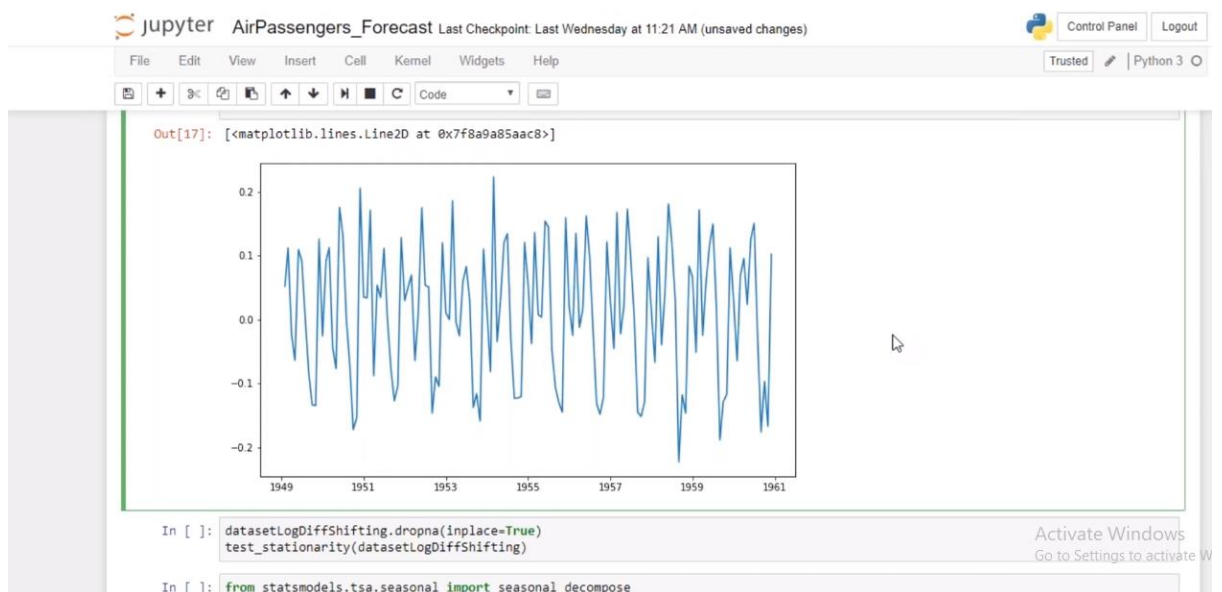 jupyter AirPassengers_Forecast Last Checkpoint: Last Wednesday at 11:21 AM (unsaved changes) Control Panel Logout
File Edit View Insert Cell Kernel Widgets Help Trusted Python 3
Code
Out[17]: [<matplotlib.lines.Line2D at 0x7f8a9a85aac8>]
0.2
0.1
0.0
−0.1
−0.2
1949 1951 1953 1955 1957 1959 1961
In [ ]: datasetLogDiffShifting.dropna(inplace=True)
test_stationarity(datasetLogDiffShifting)
Activate Windows
Go to Settings to activate W
In [ ]: from statsmodels.tsa.seasonal import seasonal_decompose